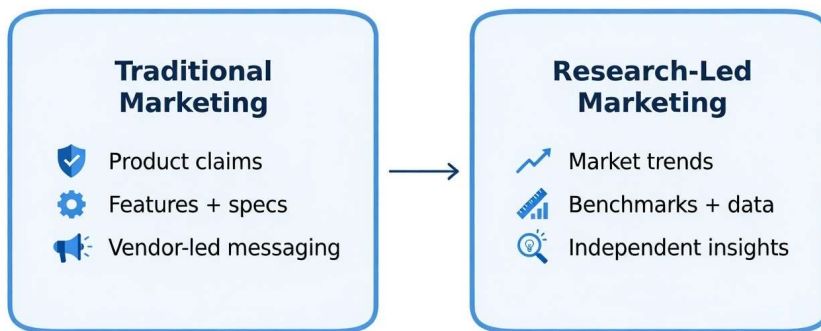 Traditional
Marketing
Product claims
Features + specs
Vendor-led messaging
Research-Led
Marketing
Market trends
Benchmarks + data
Independent insights